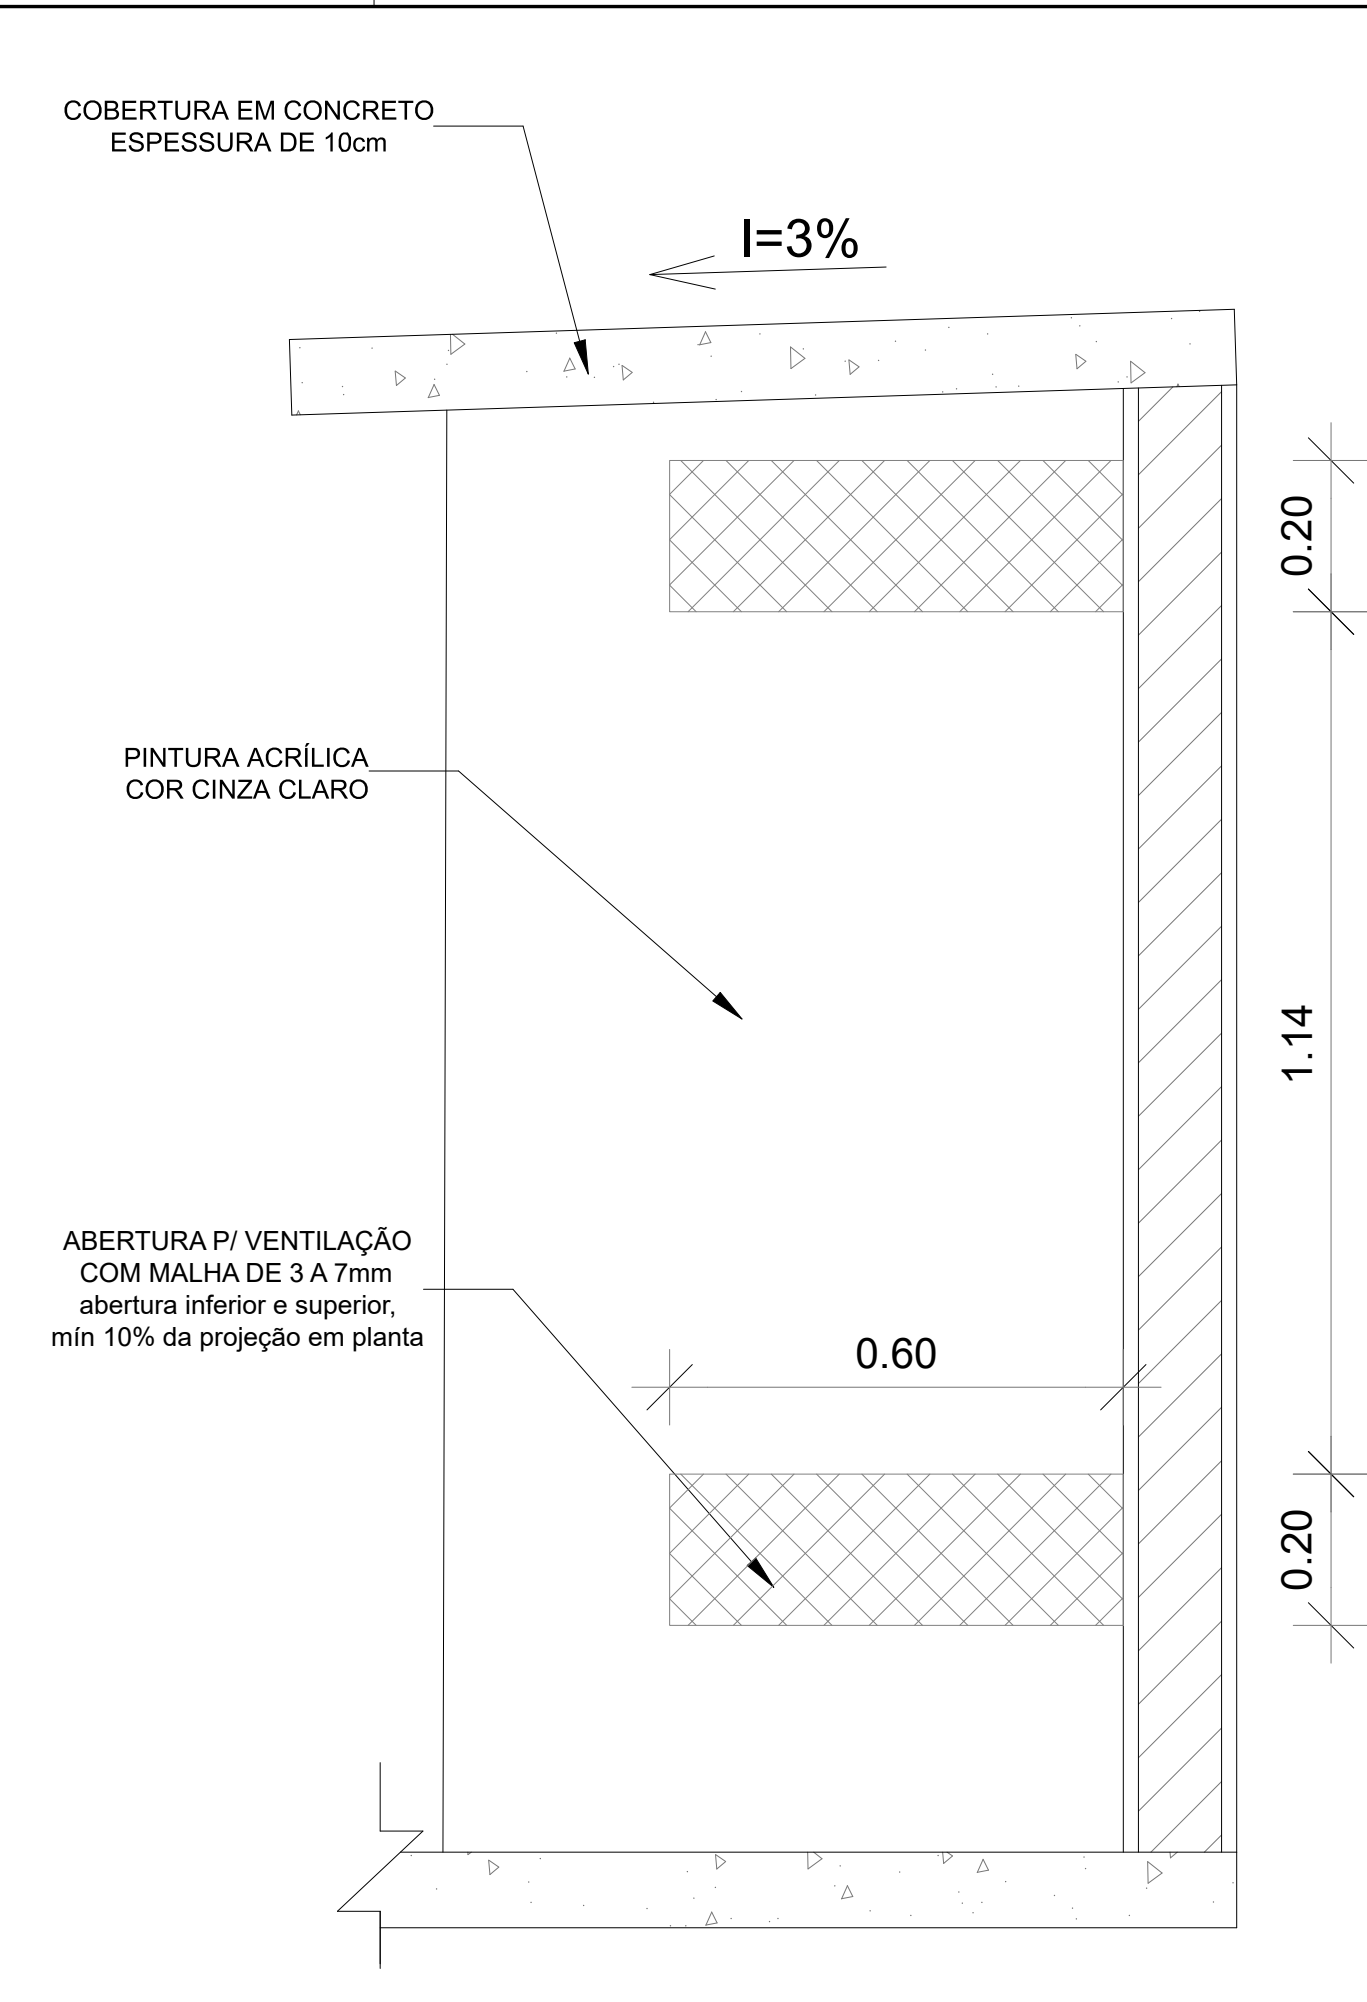 COBERTURA EM CONCRETO
ESPESSURA DE 10cm
I=3%
0.20
PINTURA ACRÍLICA
COR CINZA CLARO
1.14
ABERTURA P/ VENTILAÇÃO
COM MALHA DE 3 A 7mm
abertura inferior e superior,
mín 10% da projeção em planta
0.60
0.20